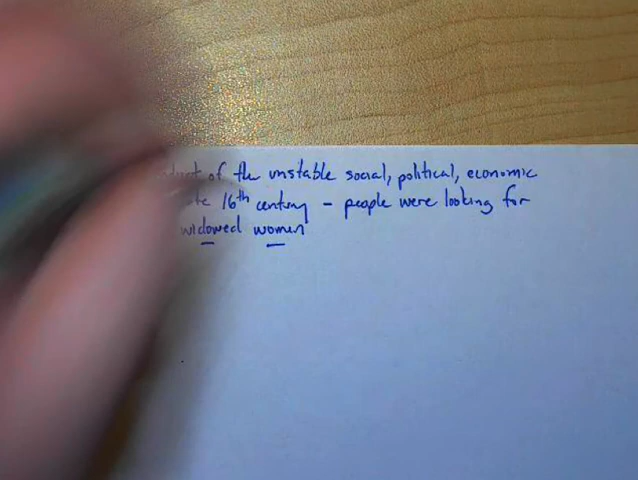 of the unstable social, political, economic
16th century - people were looking for
widowed women